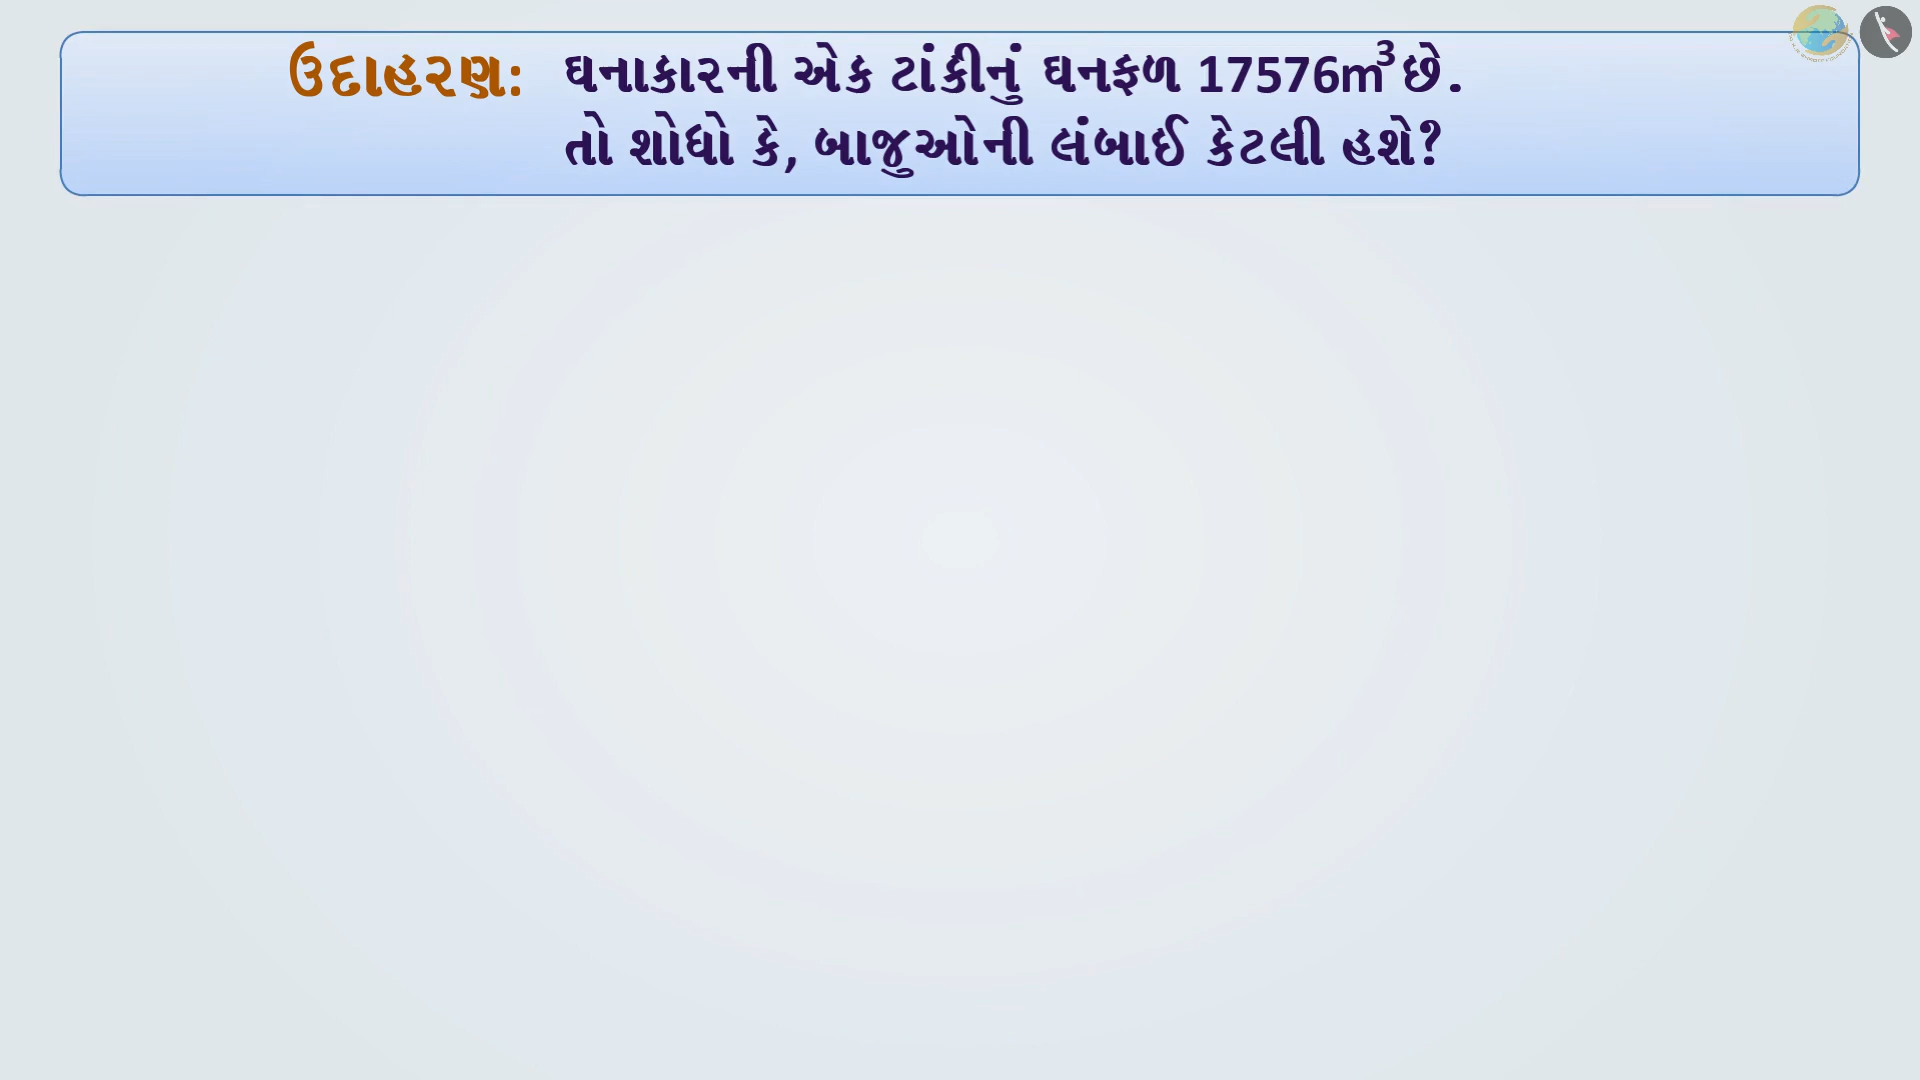 ઉદાહરણ: ઘનાકારની એક ટાંકીનું ઘનફળ 17576m³ છે.
તો શોધો કે, બાજુઓની લંબાઈ કેટલી હશે?